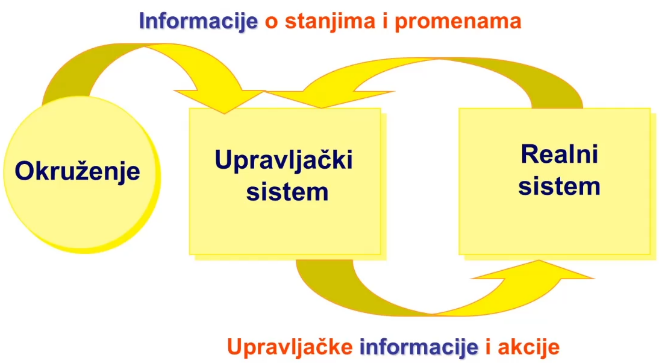 Informacije o stanjima i promenama
Okruženje
Upravljački
sistem
Realni
sistem
Upravljačke informacije i akcije